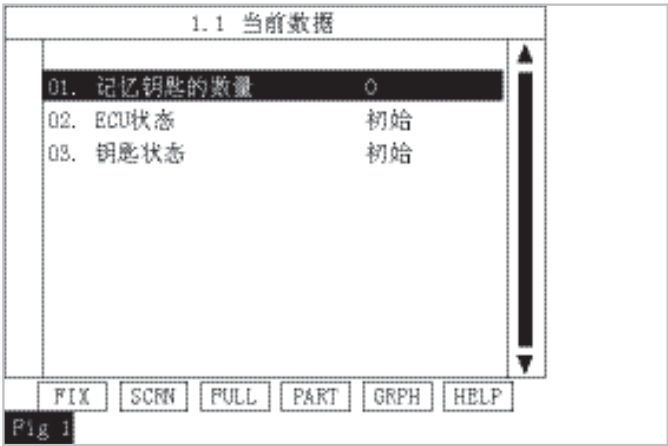 1.1 当前数据
01. 记忆钥匙的数量 0
02. ECU状态 初始
03. 钥匙状态 初始
FIX SCRN FULL PART GRPH HELP
Fig 1